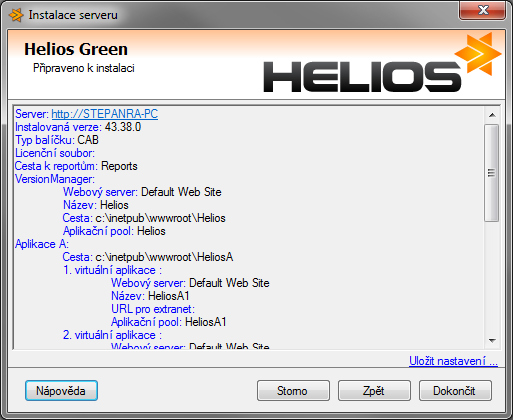 Instalace serveru
Helios Green
Připraveno k instalaci
HELIOS
Server: http://STEPANRA-PC
Instalovaná verze: 43.38.0
Typ balíčku: CAB
Licenční soubor:
Cesta k reportům: Reports
VersionManager:
Webový server: Default Web Site
Název: Helios
Cesta: c:\inetpub\wwwroot\Helios
Aplikační pool: Helios
Aplikace A:
Cesta: c:\inetpub\wwwroot\HeliosA
1. virtuální aplikace :
Webový server: Default Web Site
Název: HeliosA1
URL pro extranet:
Aplikační pool: HeliosA1
2. virtuální aplikace :
Webový server: Default Web Site
Uložit nastavení ...
Nápověda
Storno
Zpět
Dokončit